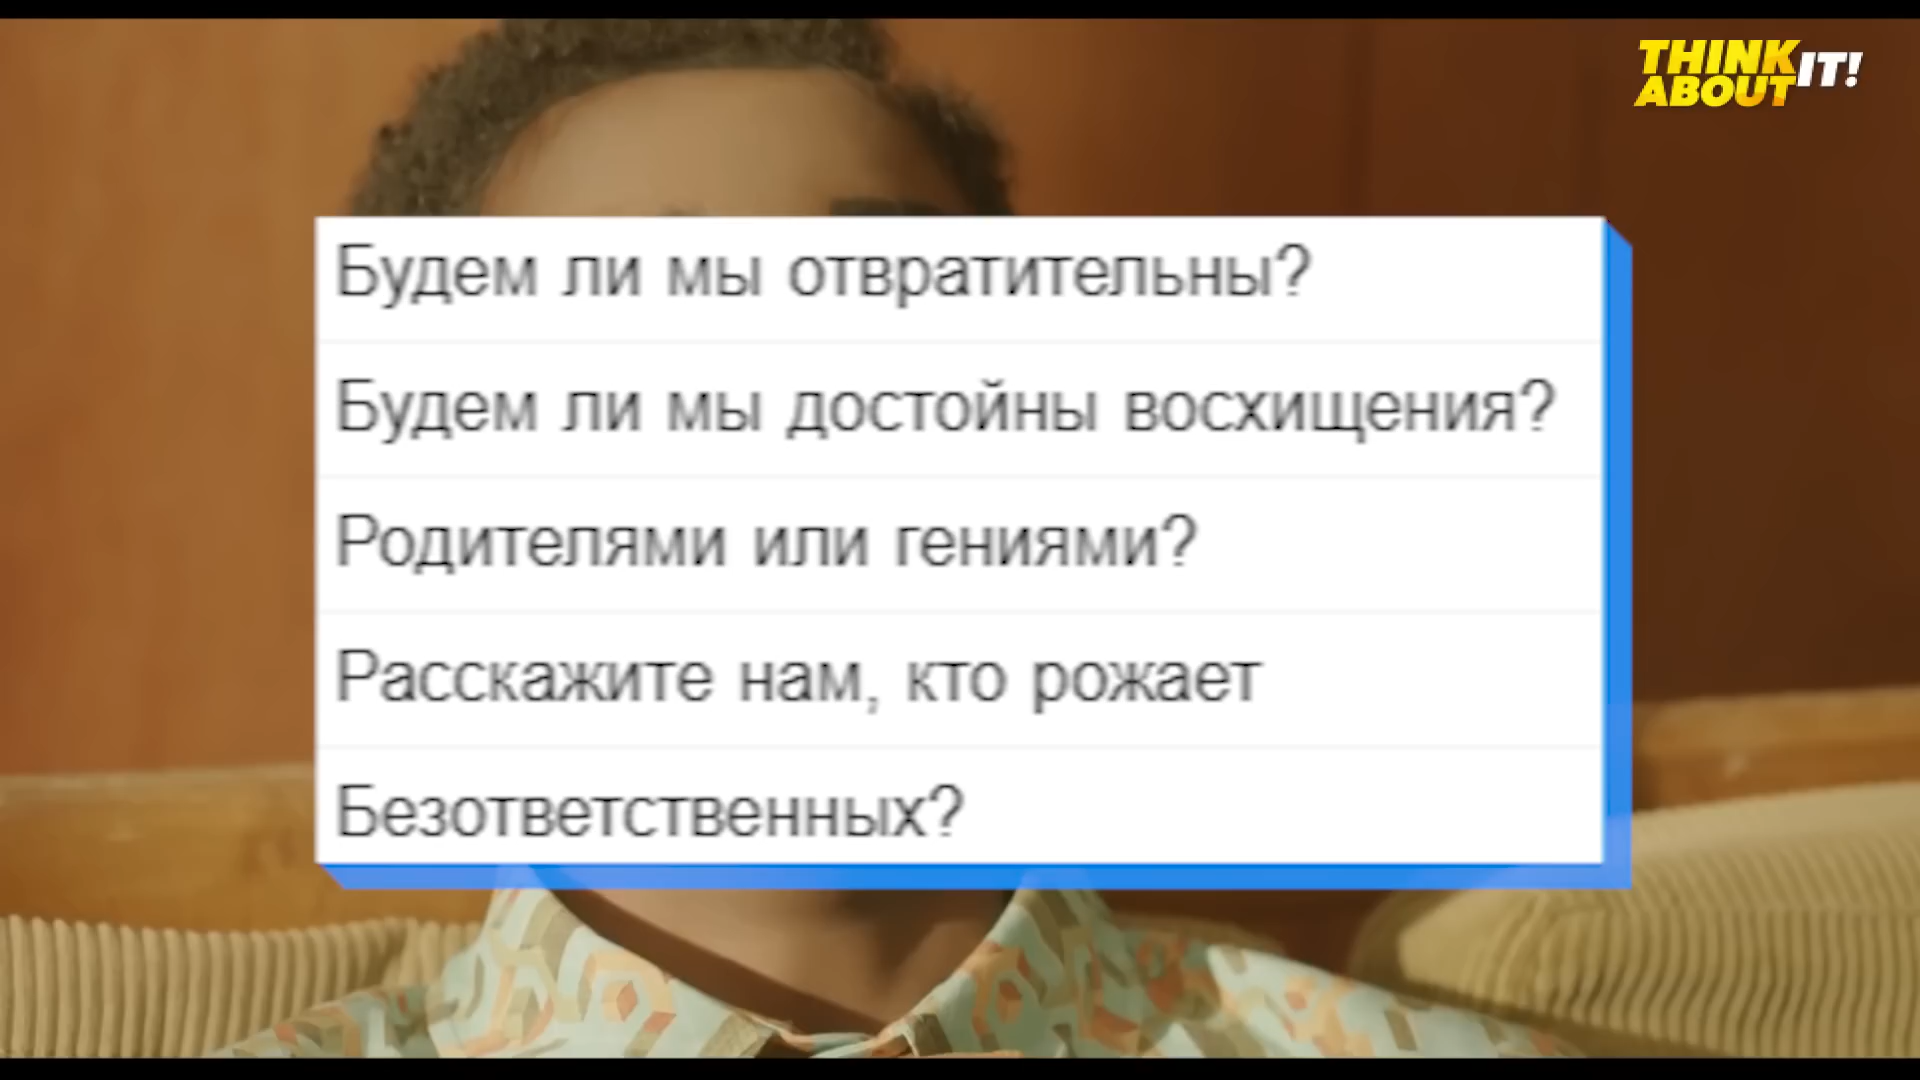 THINK
ABOUT IT!
Будем ли мы отвратительны?
Будем ли мы достойны восхищения?
Родителями или гениями?
Расскажите нам, кто рожает
Безответственных?